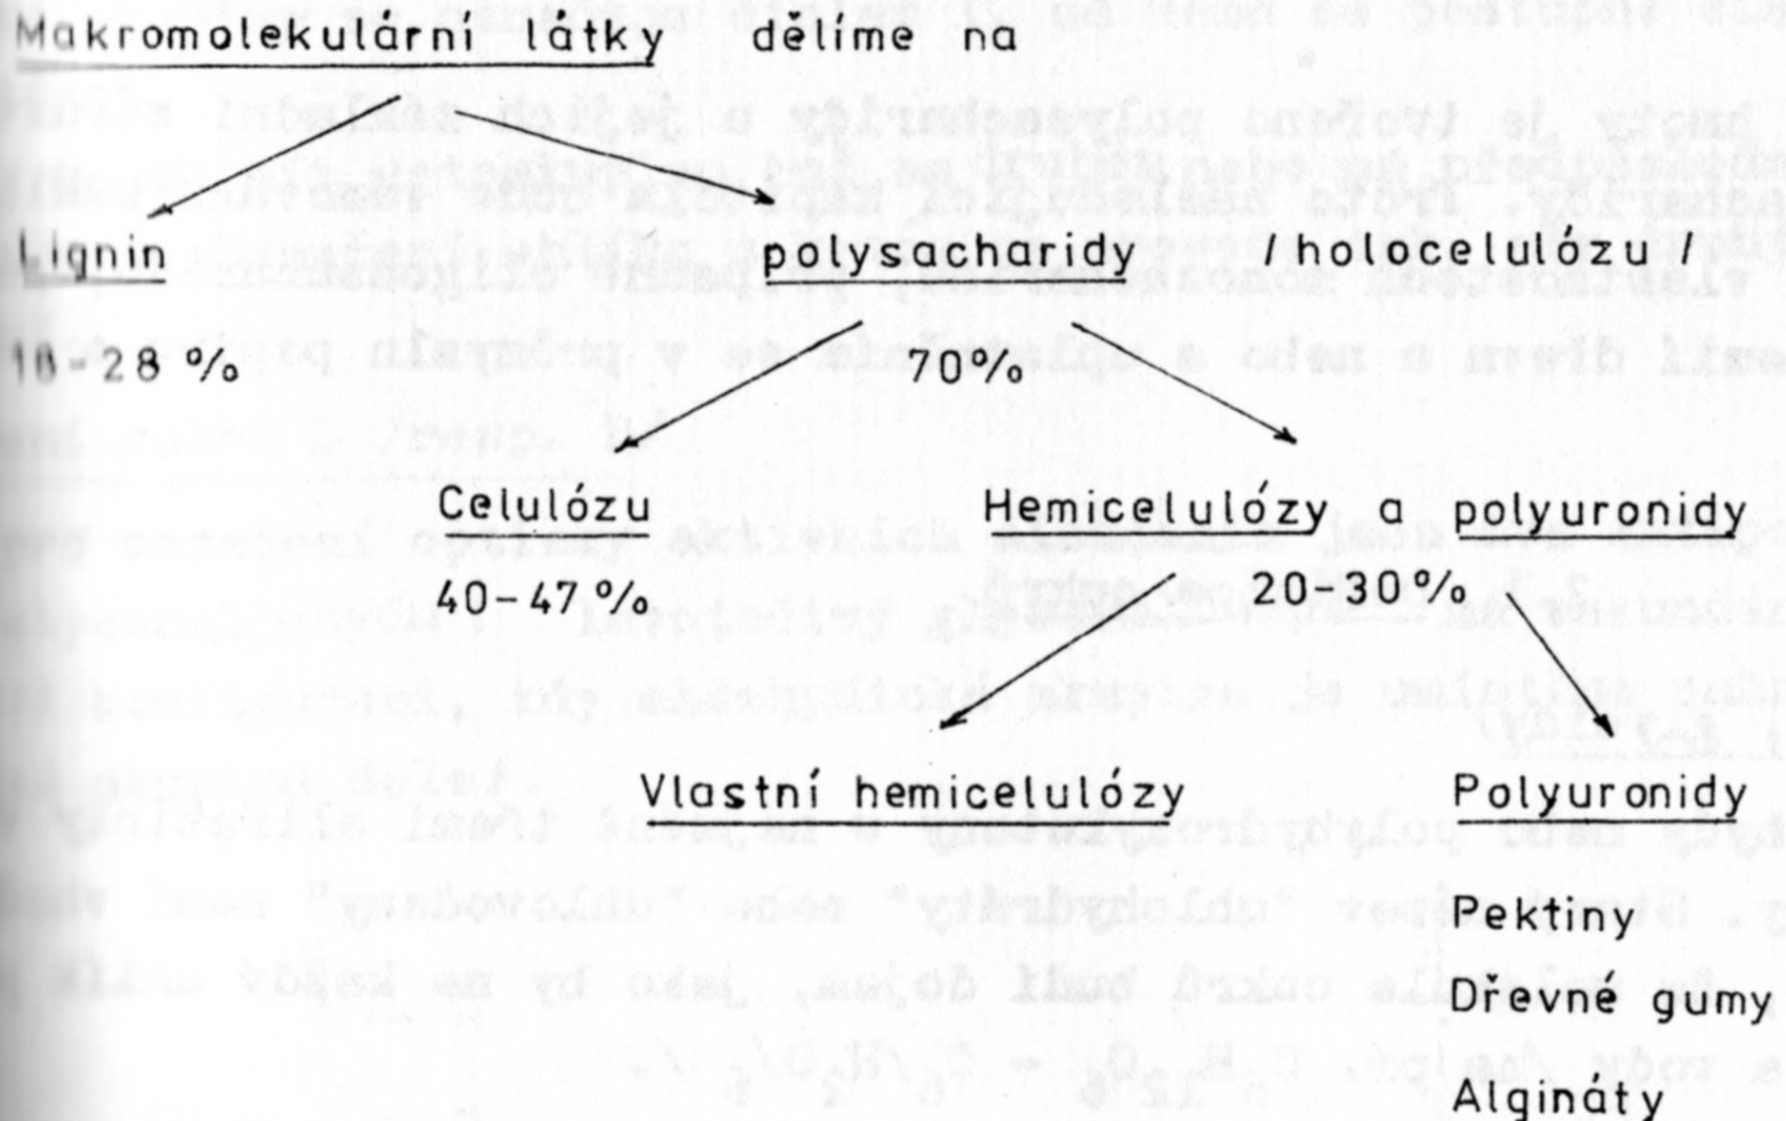 Makromolekulární látky dělíme na
Lignin polysacharidy /holocelulózu/
18-28 % 70%
Celulózu Hemicelulózy a polyuronidy
40-47% 20-30%
Vlastní hemicelulózy Polyuronidy
Pektiny
Dřevné gumy
Algináty